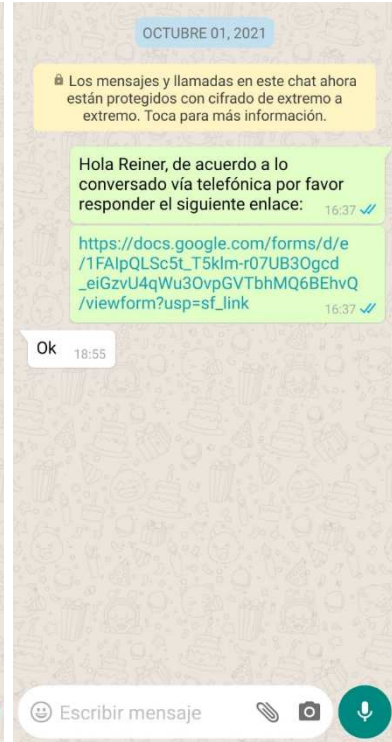 OCTUBRE 01, 2021
Los mensajes y llamadas en este chat ahora
están protegidos con cifrado de extremo a
extremo. Toca para más información.
Hola Reiner, de acuerdo a lo
conversado vía telefónica por favor
responder el siguiente enlace:
16:37
https://docs.google.com/forms/d/e
/1FAIpQLSc5t_T5klm-r07UB3Ogcd
_eiGzvU4qWu3OvpGVTbhMQ6BEhvQ
/viewform?usp=sf_link
16:37
Ok
18:55
Escribir mensaje